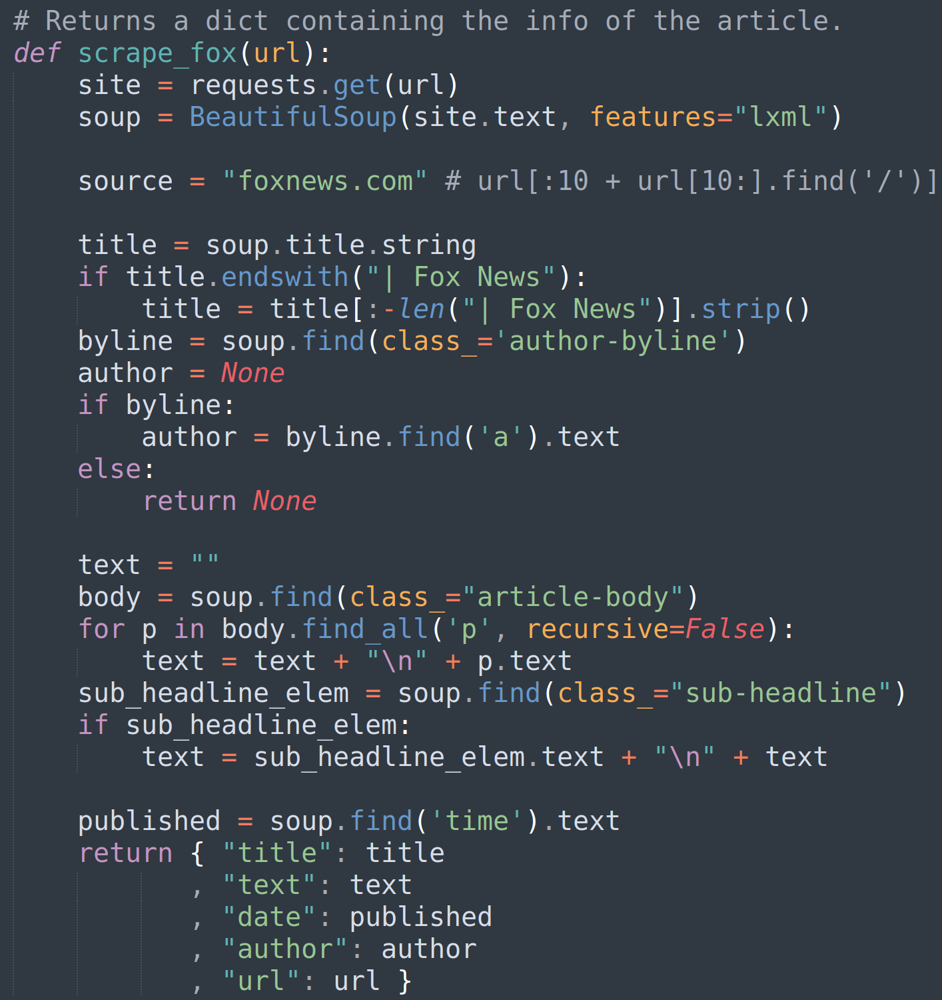 # Returns a dict containing the info of the article.
def scrape_fox(url):
    site = requests.get(url)
    soup = BeautifulSoup(site.text, features="lxml")

    source = "foxnews.com" # url[:10 + url[10:].find('/')]

    title = soup.title.string
    if title.endswith("| Fox News"):
        title = title[:-len("| Fox News")].strip()
    byline = soup.find(class_='author-byline')
    author = None
    if byline:
        author = byline.find('a').text
    else:
        return None

    text = ""
    body = soup.find(class_="article-body")
    for p in body.find_all('p', recursive=False):
        text = text + "\n" + p.text
    sub_headline_elem = soup.find(class_="sub-headline")
    if sub_headline_elem:
        text = sub_headline_elem.text + "\n" + text

    published = soup.find('time').text
    return { "title": title
           , "text": text
           , "date": published
           , "author": author
           , "url": url }